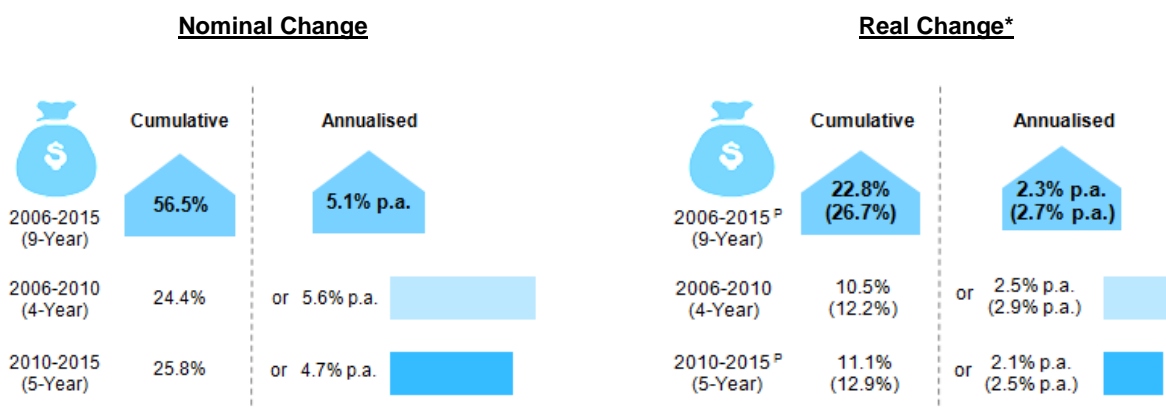 Nominal Change
Cumulative
Annualised
$
56.5%
5.1% p.a.
2006-2015
(9-Year)
2006-2010
(4-Year)
24.4%
or 5.6% p.a.
2010-2015
(5-Year)
25.8%
or 4.7% p.a.
Real Change*
Cumulative
Annualised
$
22.8%
(26.7%)
2.3% p.a.
(2.7% p.a.)
2006-2015 P
(9-Year)
2006-2010
(4-Year)
10.5%
(12.2%)
or 2.5% p.a.
(2.9% p.a.)
2010-2015 P
(5-Year)
11.1%
(12.9%)
or 2.1% p.a.
(2.5% p.a.)